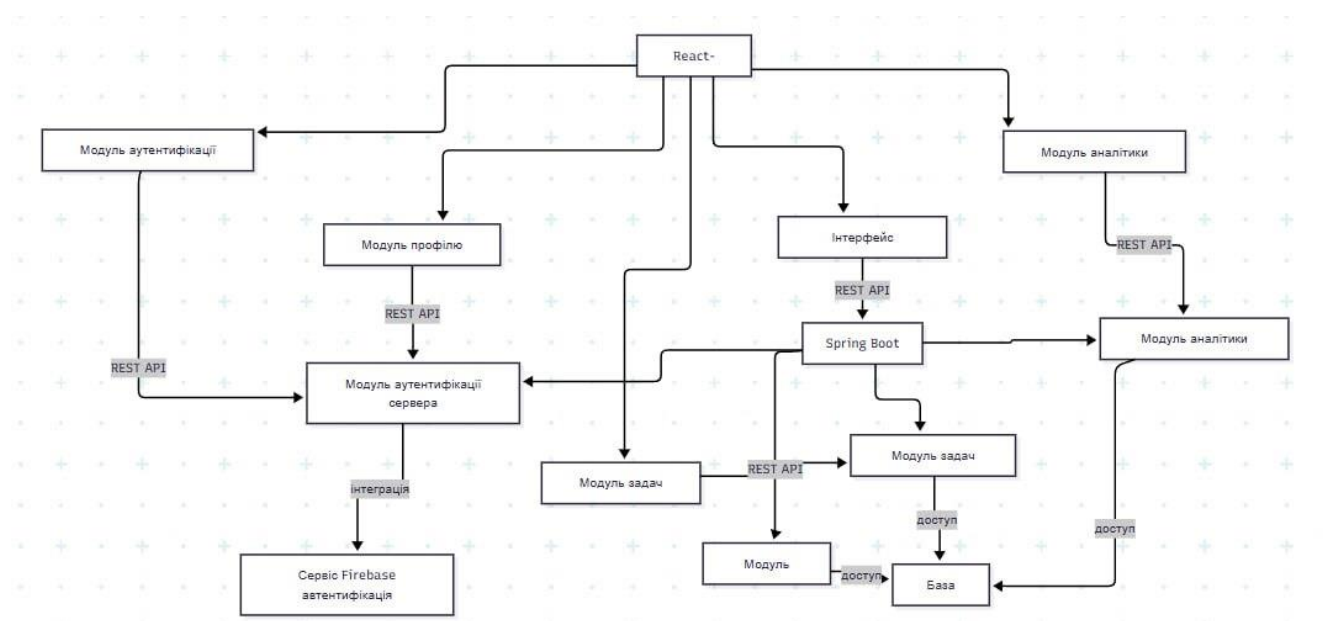 React-
Модуль аутентифікації
Модуль аналітики
Модуль профілю
Інтерфейс
REST API
REST API
REST API
Spring Boot
Модуль аналітики
REST API
Модуль аутентифікації
сервера
Модуль задач
REST API
Модуль задач
інтеграція
доступ
доступ
Модуль
доступ
База
Сервіс Firebase
автентифікація